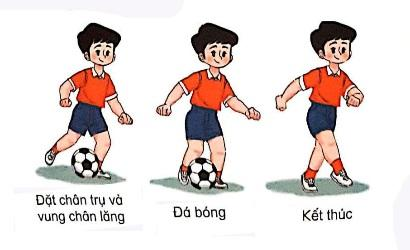 Đặt chân trụ và
vung chân lăng
Đá bóng
Kết thúc